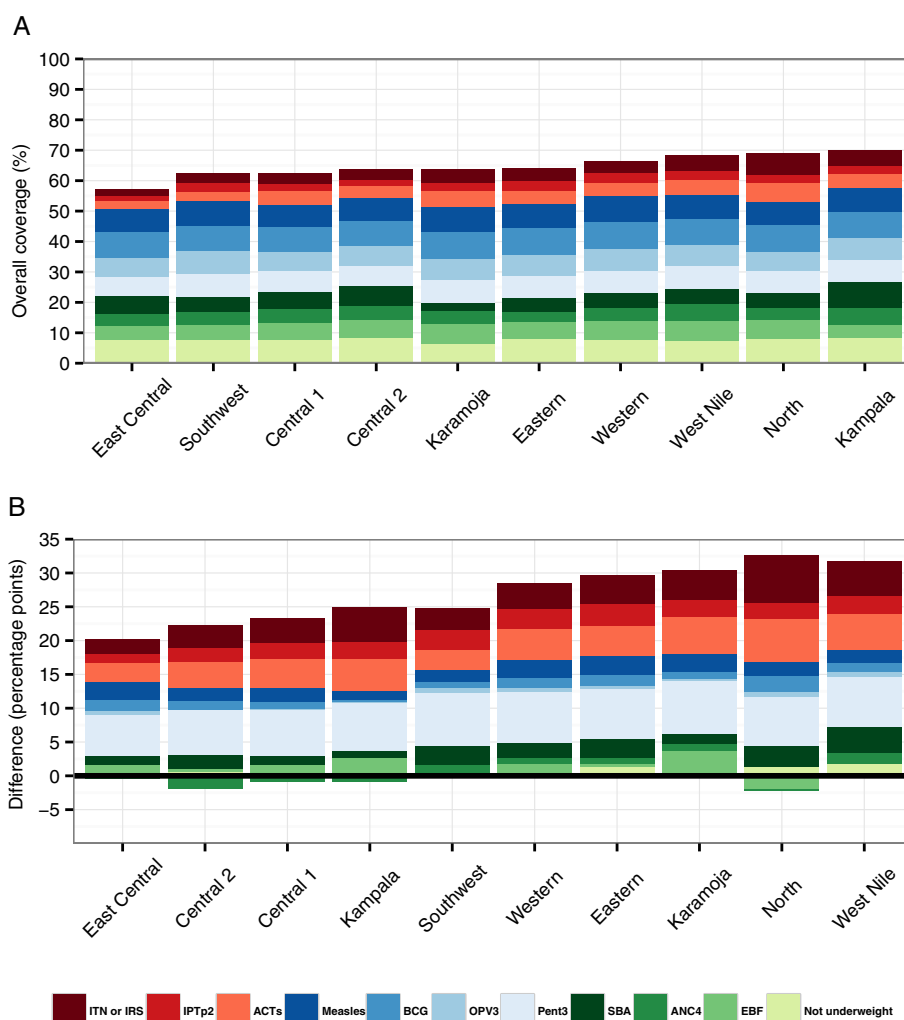 A
Overall coverage (%)
100
90
80
70
60
50
40
30
20
10
0
East Central
Southwest
Central 1
Central 2
Karamoja
Eastern
Western
West Nile
North
Kampala
B
Difference (percentage points)
35
30
25
20
15
10
5
0
−5
East Central
Central 2
Central 1
Kampala
Southwest
Western
Eastern
Karamoja
North
West Nile
ITN or IRS IPTp2 ACTs Measles BCG OPV3 Pent3 SBA ANC4 EBF Not underweight